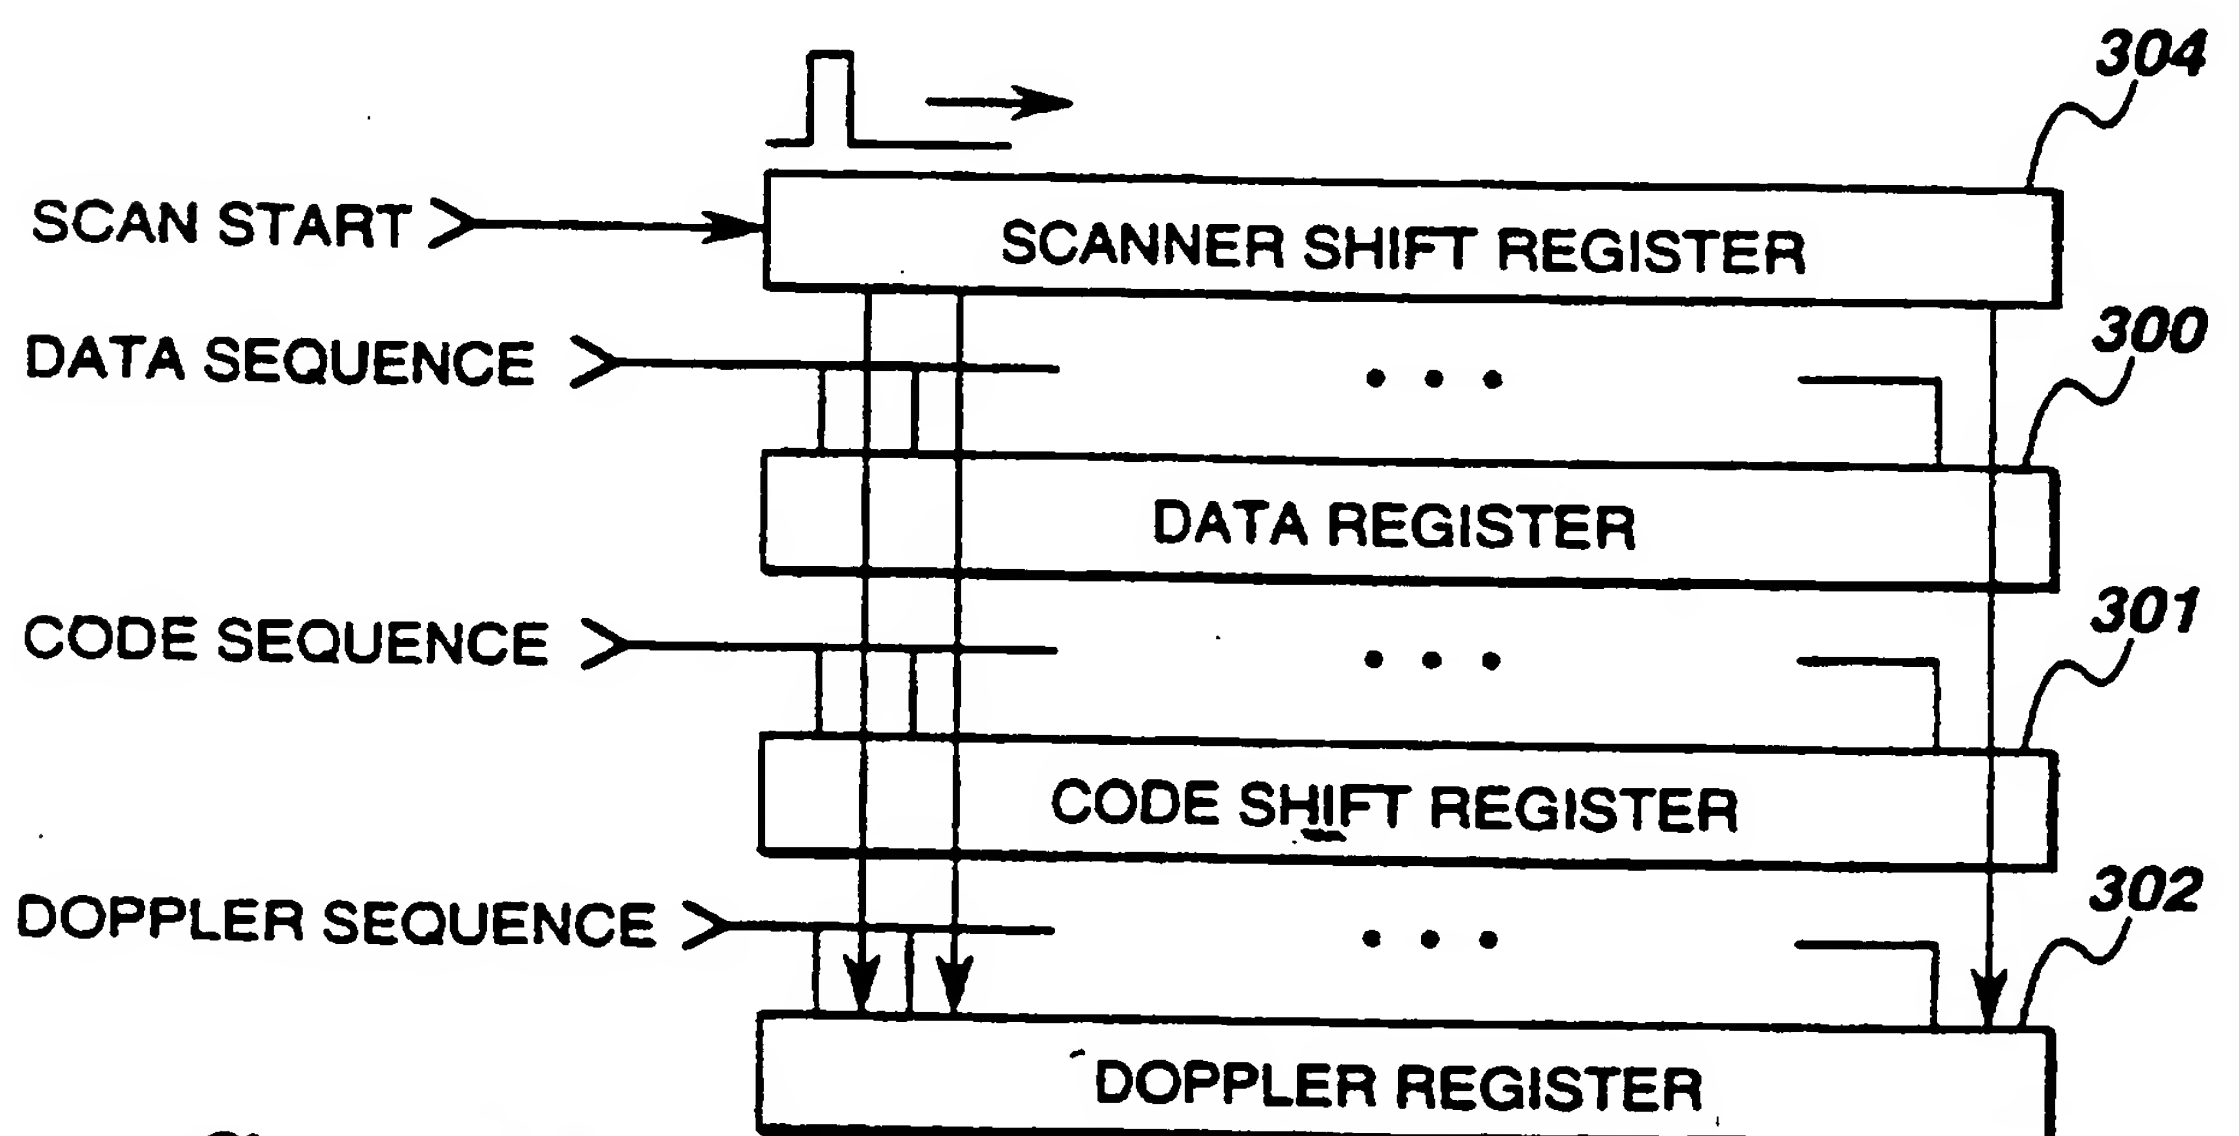 304
SCAN START
SCANNER SHIFT REGISTER
300
DATA SEQUENCE
DATA REGISTER
301
CODE SEQUENCE
CODE SHIFT REGISTER
302
DOPPLER SEQUENCE
DOPPLER REGISTER